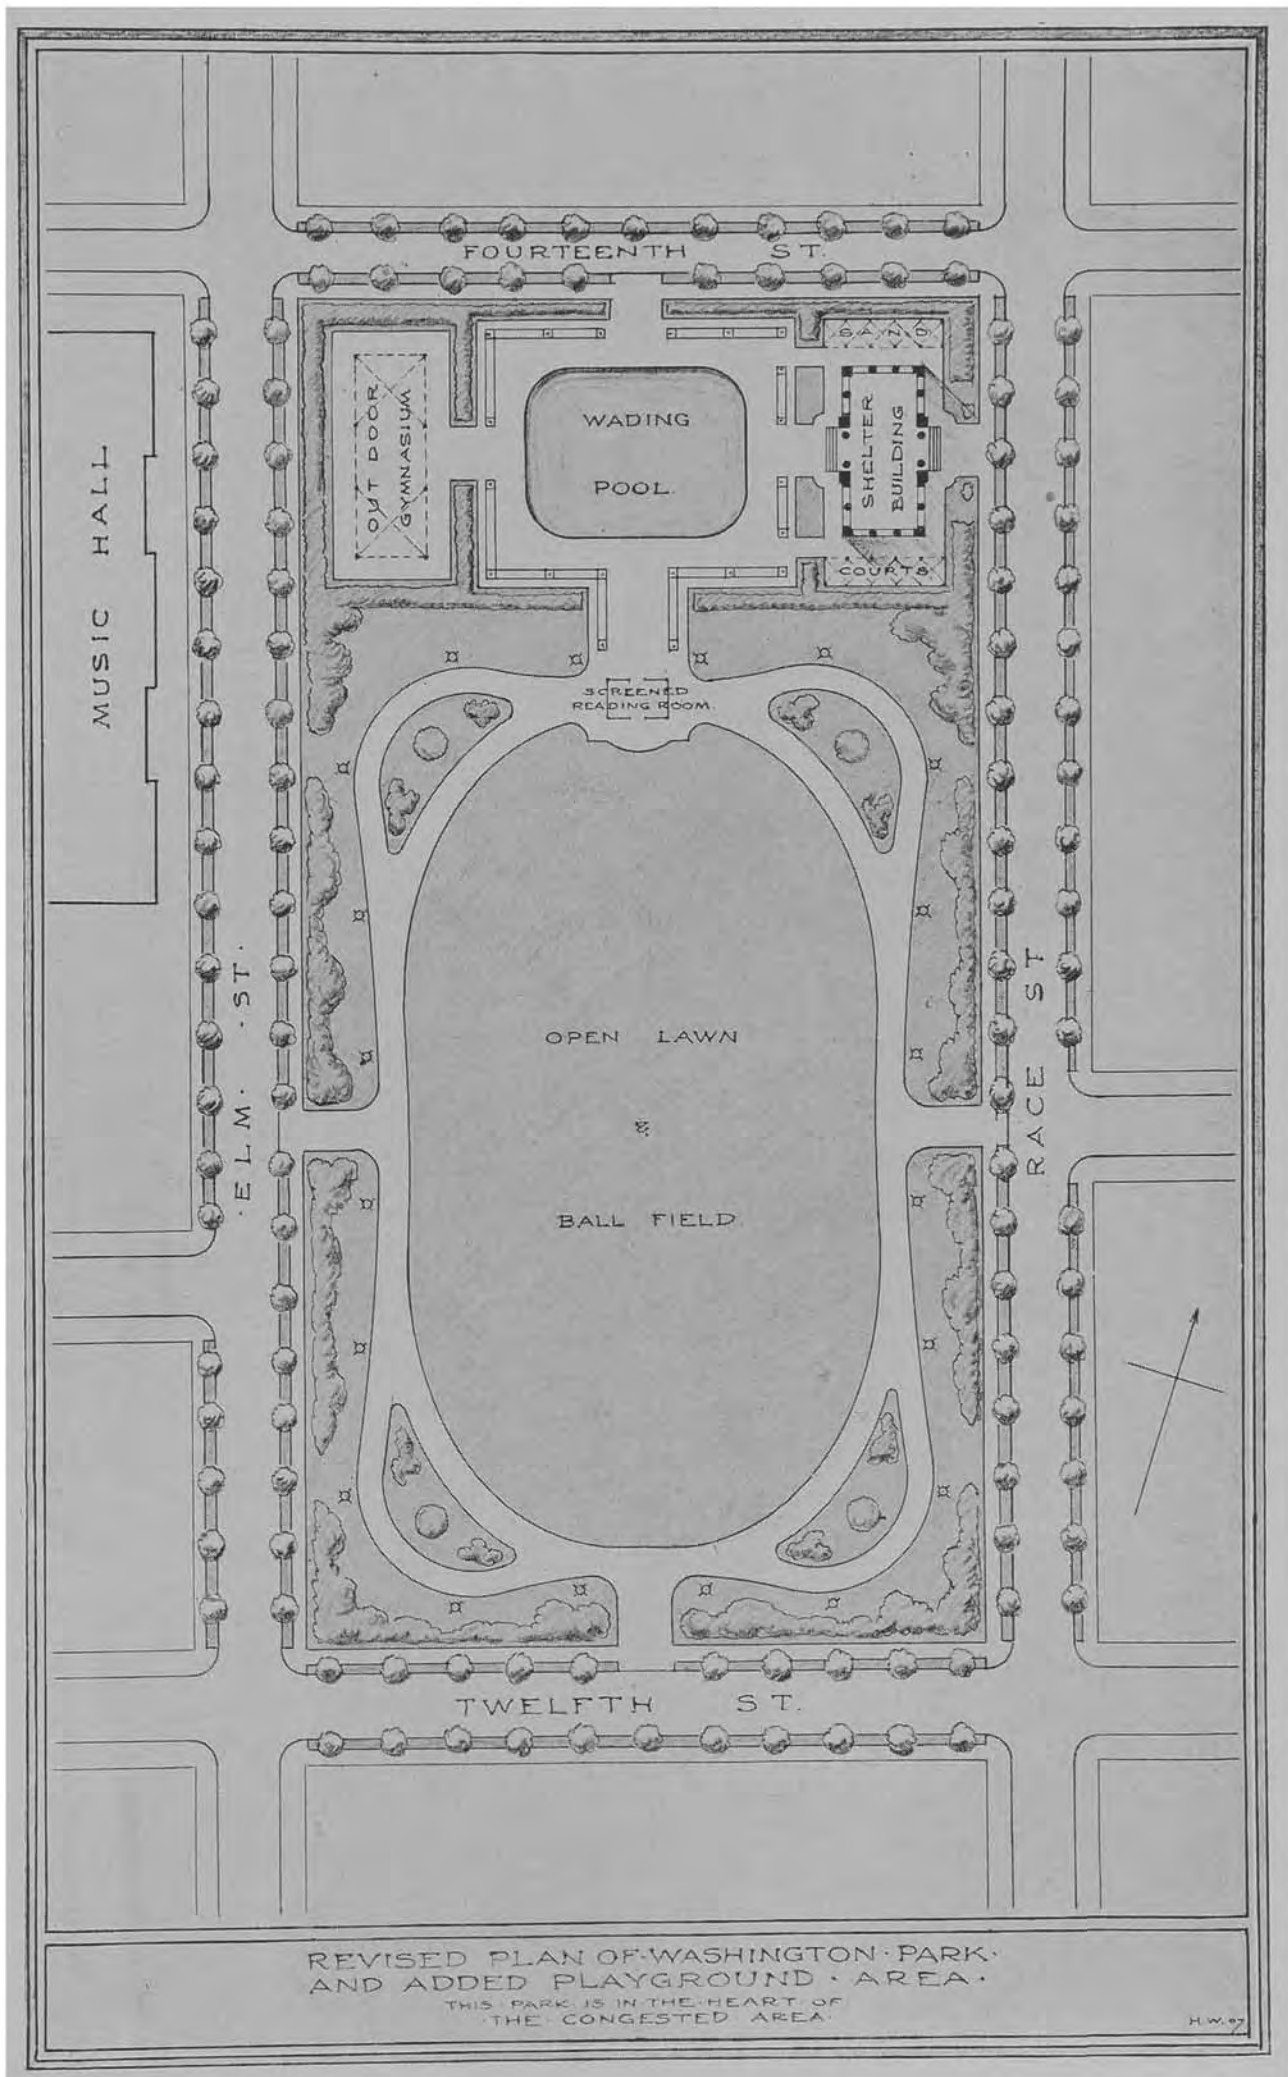 FOURTEENTH ST.
SAND
OUT DOOR
GYMNASIUM
WADING
POOL.
SHELTER
BUILDING
COURTS
MUSIC HALL
SCREENED
READING ROOM.
·ELM· ·ST·
RACE ST
OPEN LAWN
&
BALL FIELD.
TWELFTH ST.
REVISED PLAN OF·WASHINGTON·PARK·
AND ADDED PLAYGROUND · AREA·
THIS PARK IS IN THE HEART OF
·THE CONGESTED AREA·
H.W. 07